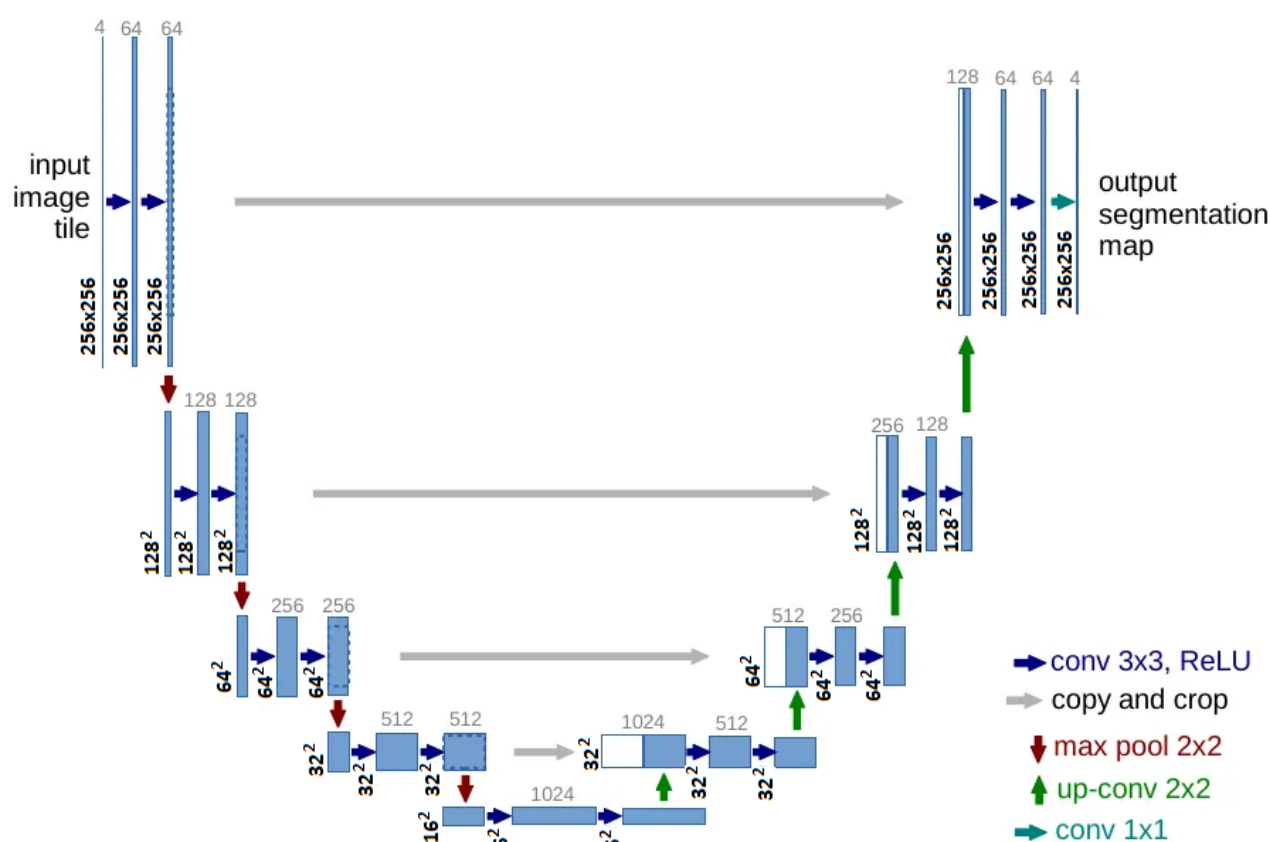 4 64 64
128 64 64 4
input
image
tile
output
segmentation
map
256x256 256x256 256x256
256x256 256x256 256x256 256x256
128 128
256 128
128² 128² 128²
128² 128² 128²
256 256
512 256
64² 64² 64²
64² 64² 64²
conv 3x3, ReLU
copy and crop
max pool 2x2
up-conv 2x2
conv 1x1
512 512
1024 512
32² 32² 32²
32² 32² 32²
1024
16²